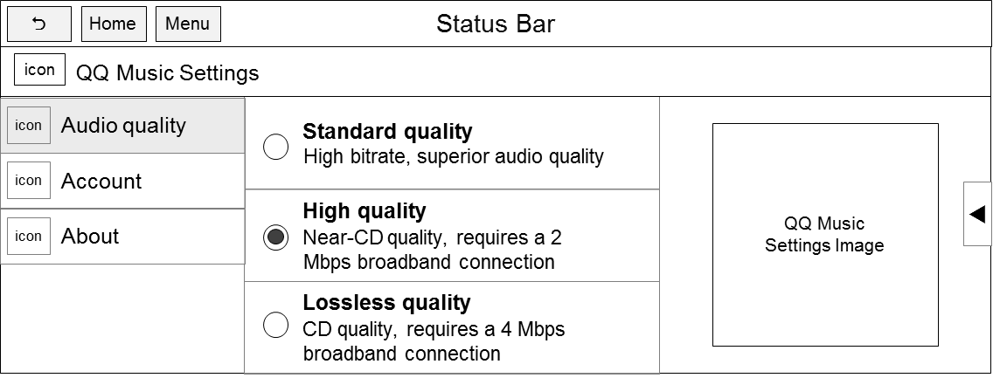 Home
Menu
Status Bar
icon
QQ Music Settings
icon
Audio quality
icon
Account
icon
About
Standard quality
High bitrate, superior audio quality
High quality
Near-CD quality, requires a 2
Mbps broadband connection
Lossless quality
CD quality, requires a 4 Mbps
broadband connection
QQ Music
Settings Image